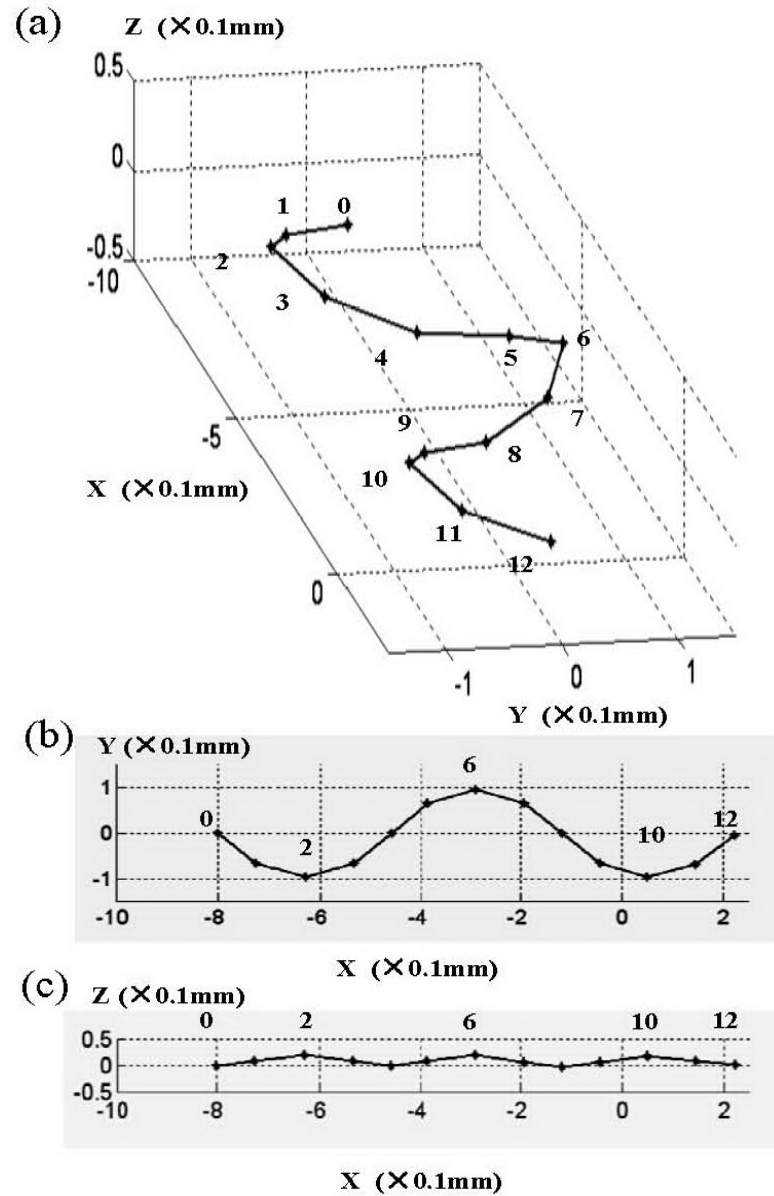 (a)
Z (×0.1mm)
0.5
0
-0.5
-10
1 0
2
3
4 5 6
-5 9 7
8
X (×0.1mm) 10
11
12
0
-1 0 1
Y (×0.1mm)
(b) Y (×0.1mm)
6
1
0 12
0 2 10
-1
-10 -8 -6 -4 -2 0 2
X (×0.1mm)
(c) Z (×0.1mm)
0 2 6 10 12
0.5
0
-0.5
-10 -8 -6 -4 -2 0 2
X (×0.1mm)